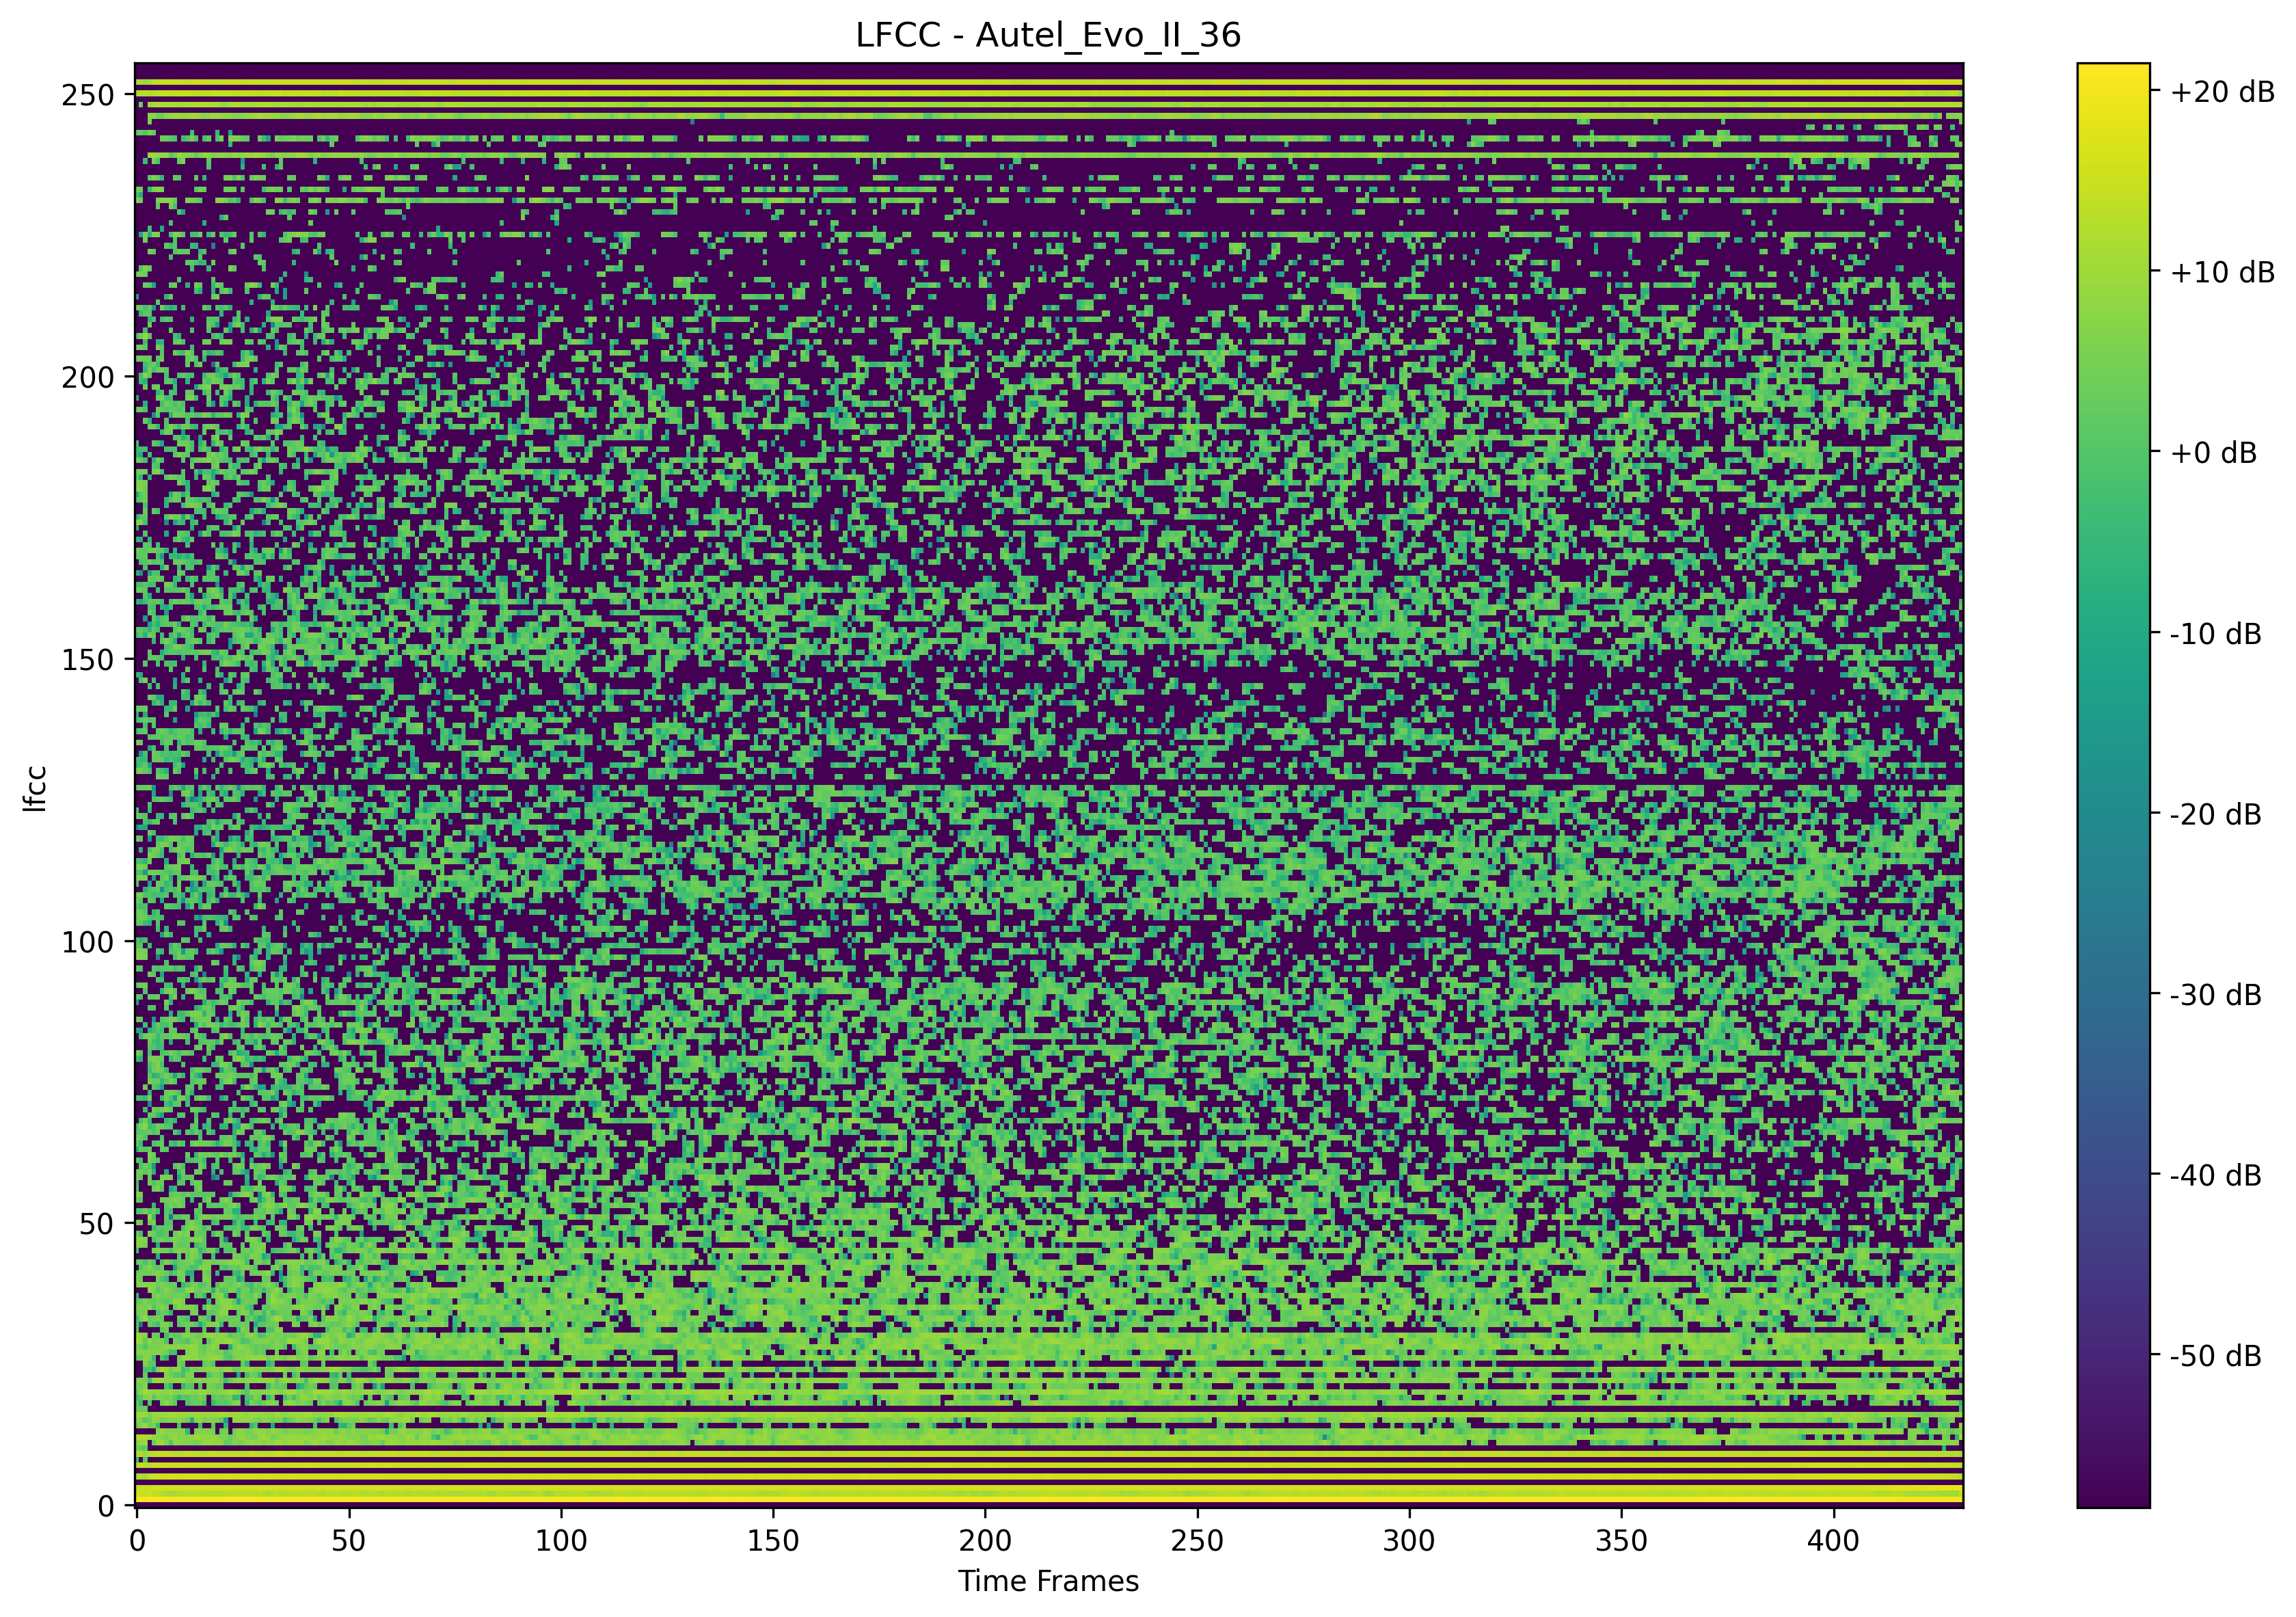 LFCC - Autel_Evo_II_36
250
200
150
100
50
0
lfcc
0 50 100 150 200 250 300 350 400
Time Frames
+20 dB
+10 dB
+0 dB
-10 dB
-20 dB
-30 dB
-40 dB
-50 dB